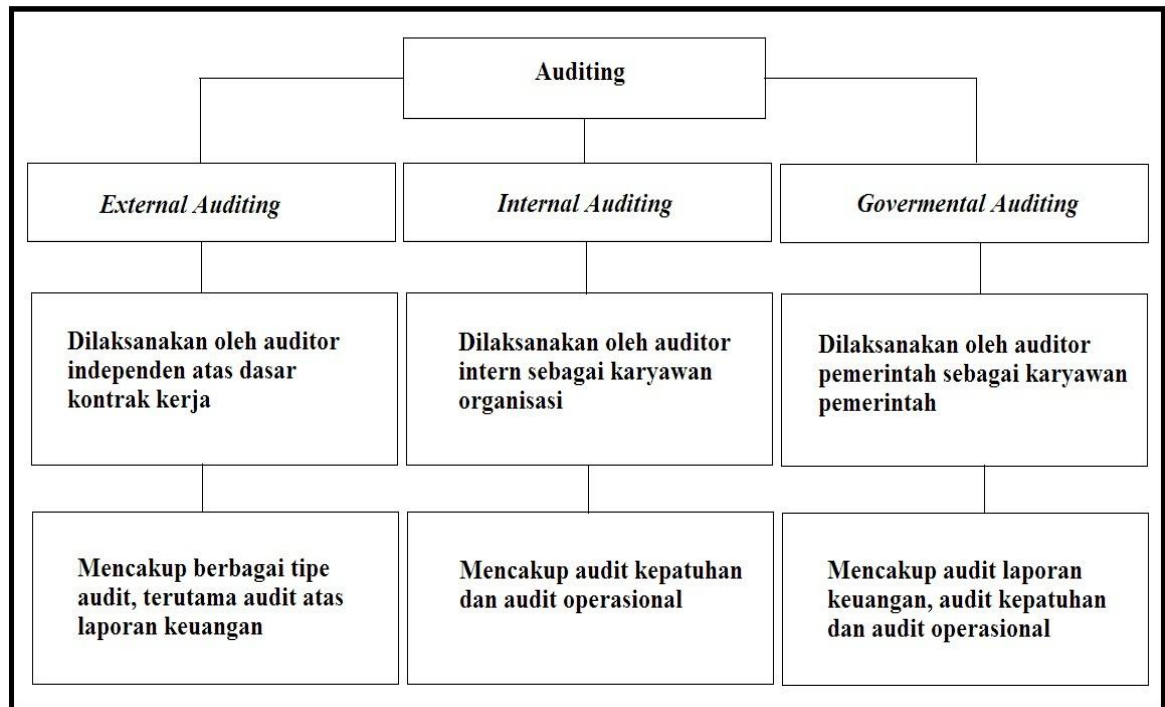 Auditing
External Auditing
Internal Auditing
Govermental Auditing
Dilaksanakan oleh auditor
independen atas dasar
kontrak kerja
Dilaksanakan oleh auditor
intern sebagai karyawan
organisasi
Dilaksanakan oleh auditor
pemerintah sebagai karyawan
pemerintah
Mencakup berbagai tipe
audit, terutama audit atas
laporan keuangan
Mencakup audit kepatuhan
dan audit operasional
Mencakup audit laporan
keuangan, audit kepatuhan
dan audit operasional